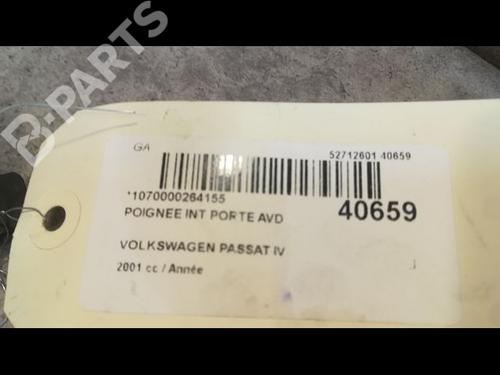 B-PARTS
GA
52712601 40659
*1070000264155
POIGNEE INT PORTE AVD
40659
VOLKSWAGEN PASSAT IV
2001 cc / Année